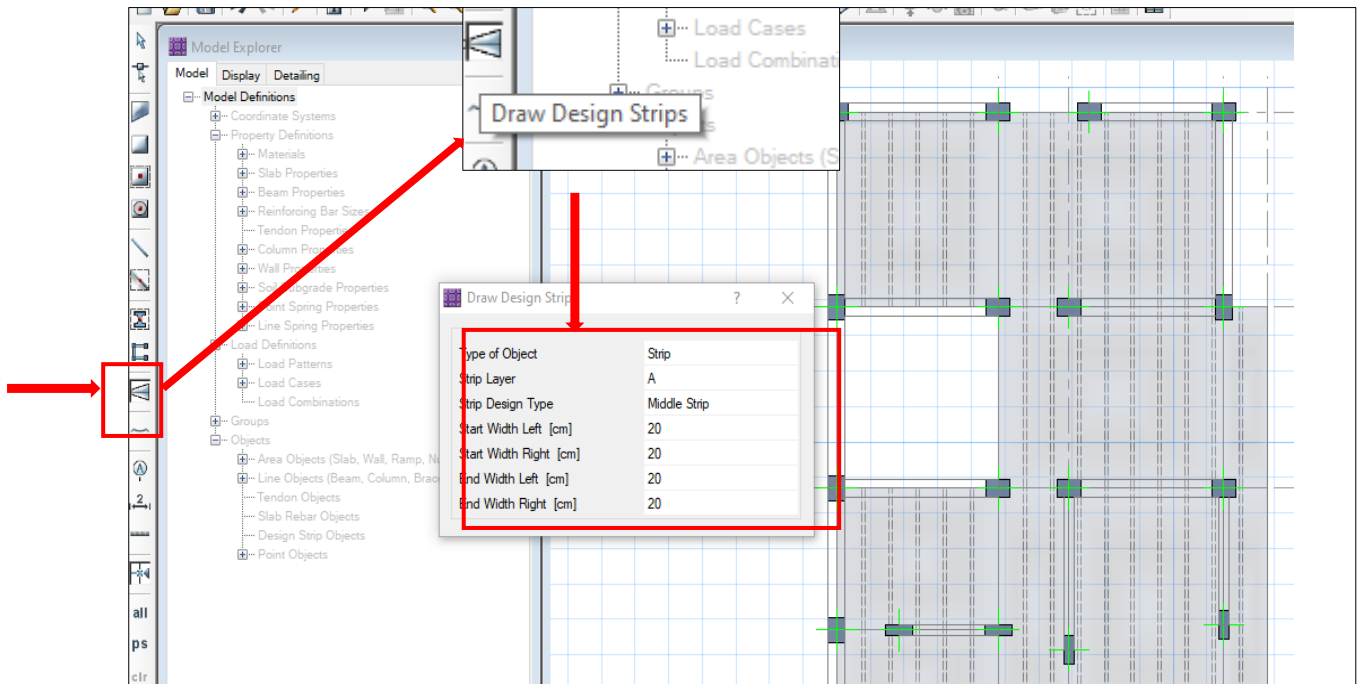 Model Explorer
Model Display Detailing
Model Definitions
Coordinate Systems
Property Definitions
Materials
Slab Properties
Beam Properties
Reinforcing Bar Sizes
Tendon Properties
Column Properties
Wall Properties
Soil Subgrade Properties
Point Spring Properties
Line Spring Properties
Load Definitions
Load Patterns
Load Cases
Load Combinations
Groups
Objects
Area Objects (Slab, Wall, Ramp, Nu
Line Objects (Beam, Column, Brac
Tendon Objects
Slab Rebar Objects
Design Strip Objects
Point Objects
all
ps
clr
Load Cases
Load Combinati
Groups
Draw Design Strips
Area Objects (S
Draw Design Strips ?
Type of Object Strip
Strip Layer A
Strip Design Type Middle Strip
Start Width Left [cm] 20
Start Width Right [cm] 20
End Width Left [cm] 20
End Width Right [cm] 20